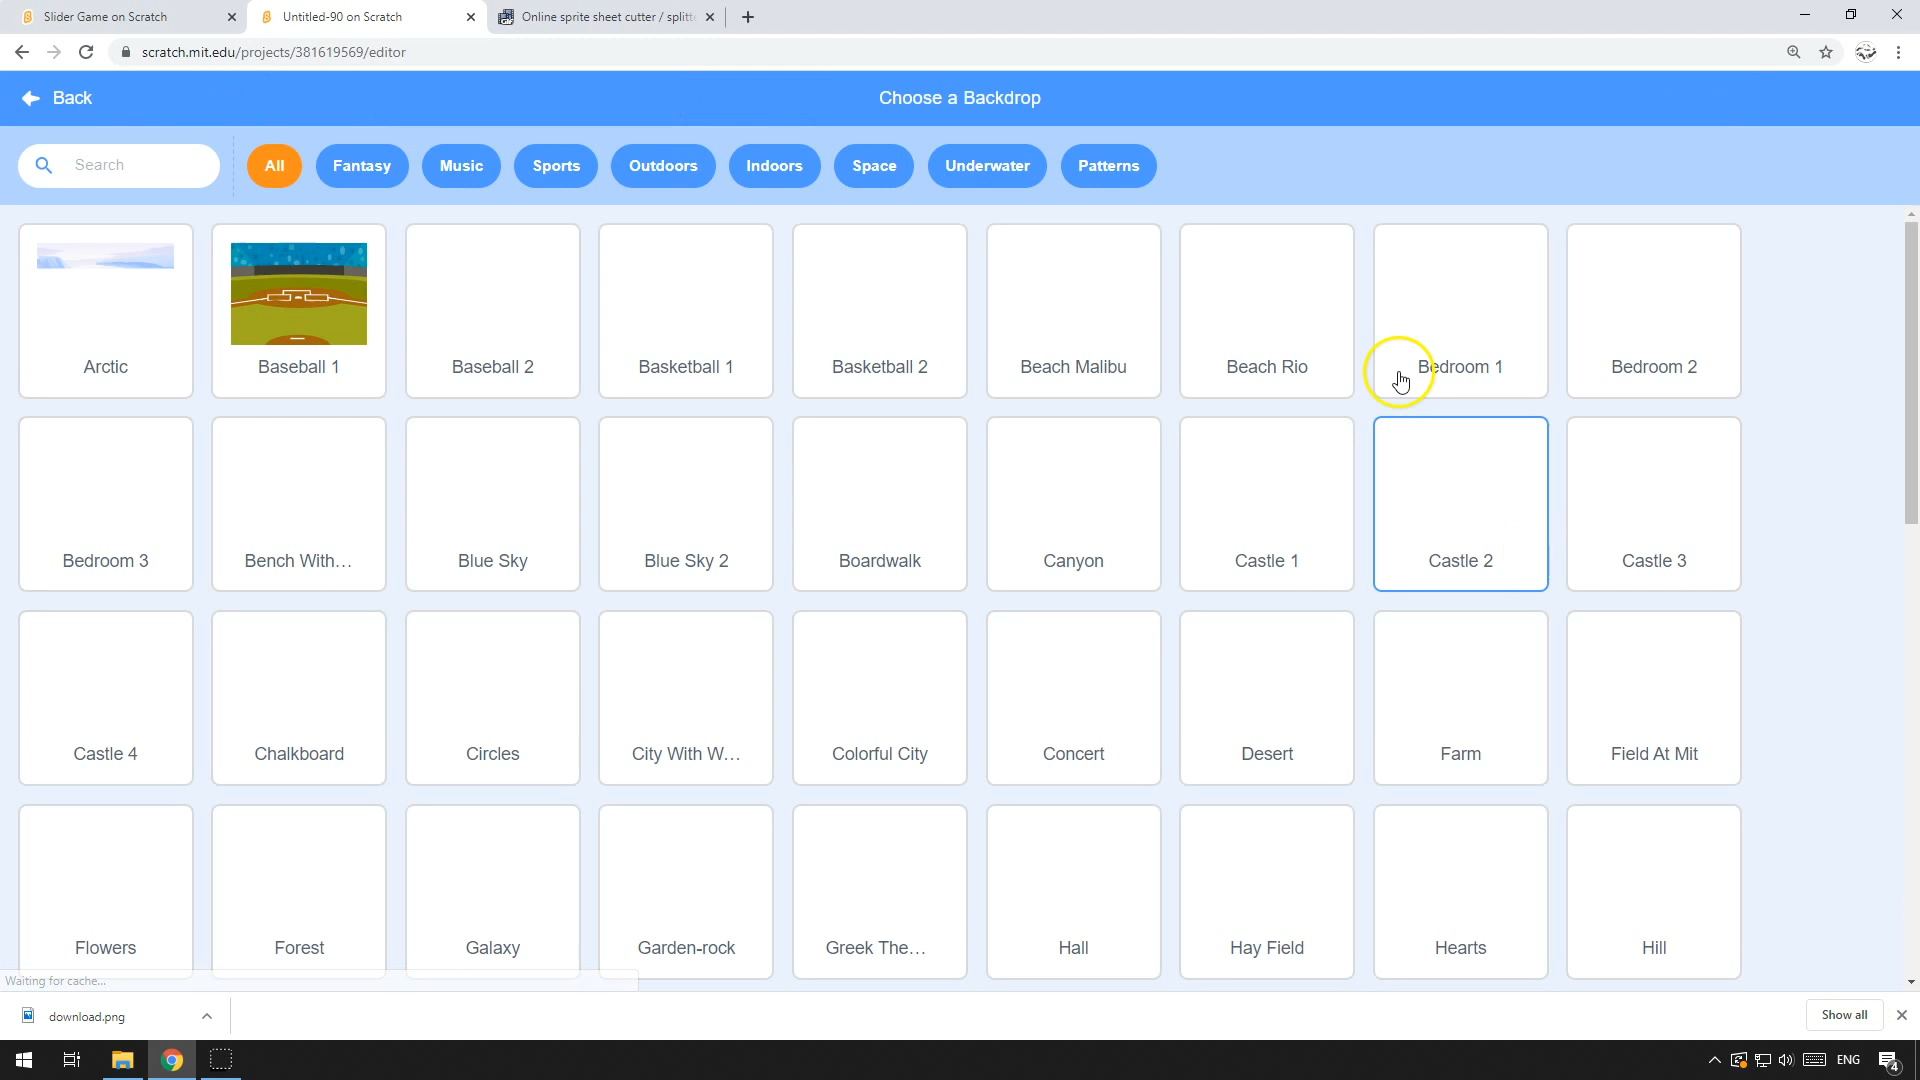 Slider Game on Scratch
Untitled-90 on Scratch
Online sprite sheet cutter / splitt
scratch.mit.edu/projects/381619569/editor
Back
Choose a Backdrop
Search
All
Fantasy
Music
Sports
Outdoors
Indoors
Space
Underwater
Patterns
Arctic
Baseball 1
Baseball 2
Basketball 1
Basketball 2
Beach Malibu
Beach Rio
Bedroom 1
Bedroom 2
Bedroom 3
Bench With...
Blue Sky
Blue Sky 2
Boardwalk
Canyon
Castle 1
Castle 2
Castle 3
Castle 4
Chalkboard
Circles
City With W...
Colorful City
Concert
Desert
Farm
Field At Mit
Flowers
Forest
Galaxy
Garden-rock
Greek The...
Hall
Hay Field
Hearts
Hill
Waiting for cache...
download.png
Show all
ENG
4